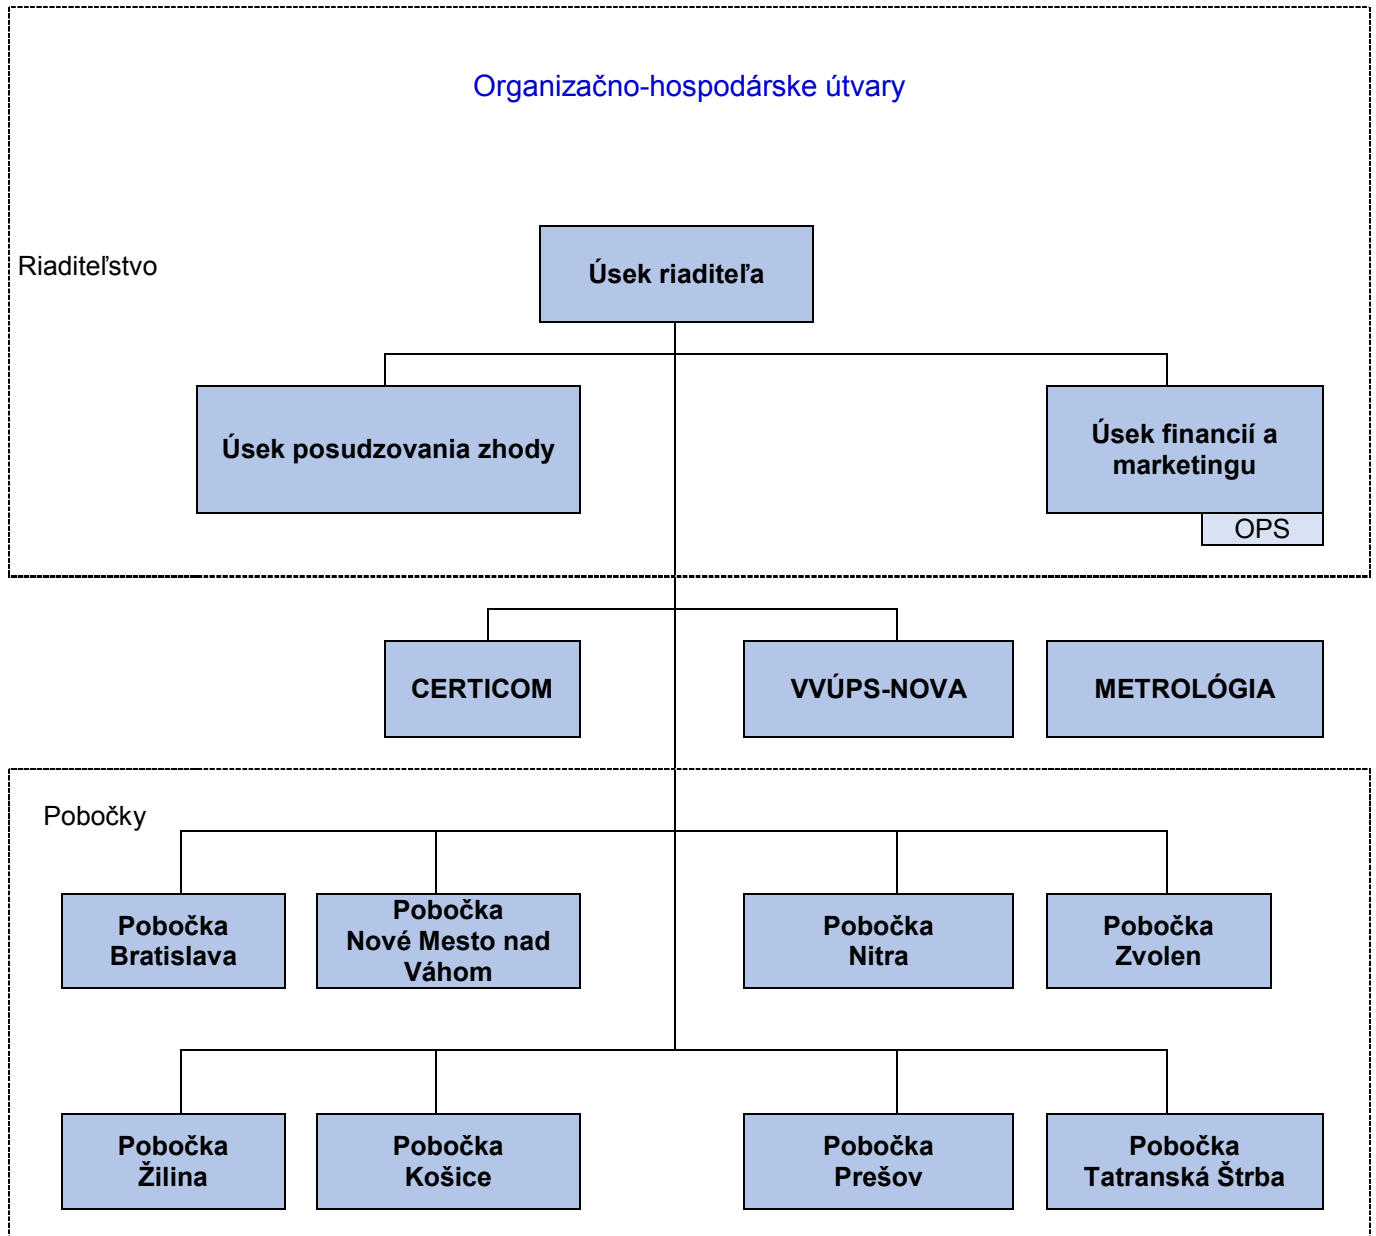 Organizačno-hospodárske útvary
Riaditeľstvo
Úsek riaditeľa
Úsek posudzovania zhody
Úsek financií a
marketingu
OPS
CERTICOM
VVÚPS-NOVA
METROLÓGIA
Pobočky
Pobočka
Bratislava
Pobočka
Nové Mesto nad
Váhom
Pobočka
Nitra
Pobočka
Zvolen
Pobočka
Žilina
Pobočka
Košice
Pobočka
Prešov
Pobočka
Tatranská Štrba